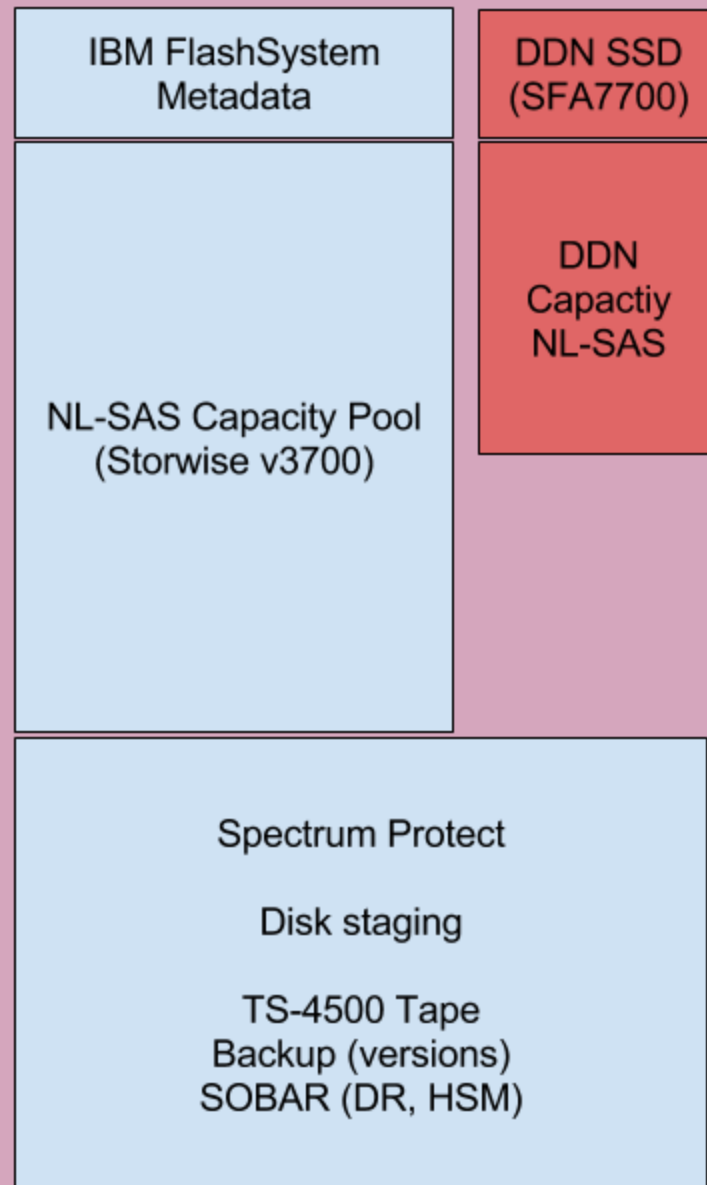 IBM FlashSystem
Metadata
DDN SSD
(SFA7700)
DDN
Capactiy
NL-SAS
NL-SAS Capacity Pool
(Storwise v3700)
Spectrum Protect
Disk staging
TS-4500 Tape
Backup (versions)
SOBAR (DR, HSM)